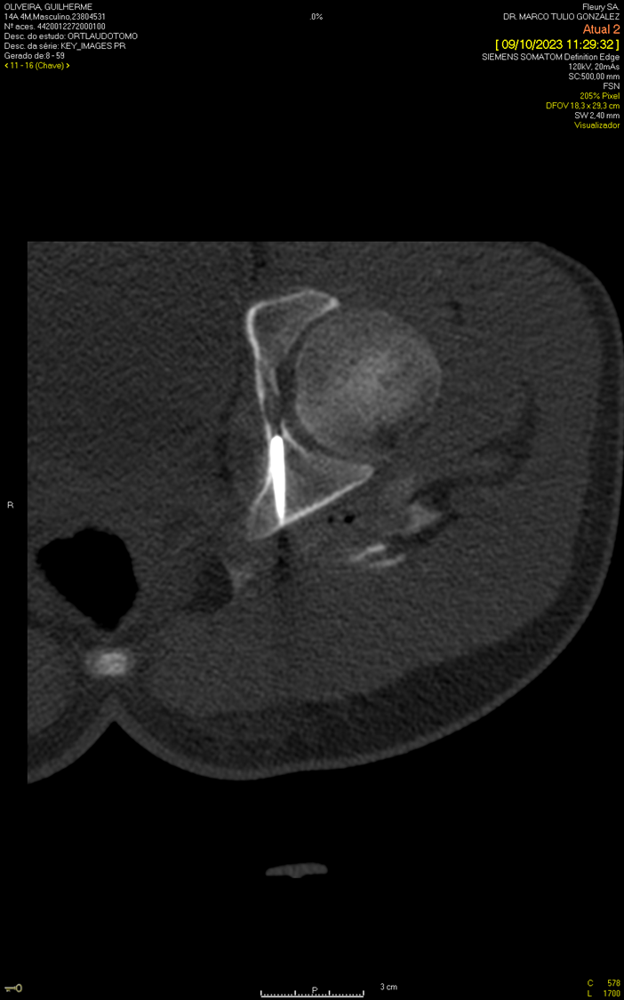 OLIVEIRA, GUILHERME
14A 4M,Masculino,23804531
Nº aces. 4420012272000100
Desc. do estudo: ORTLAUDOTOMO
Desc. da série: KEY_IMAGES PR
Gerado de:8 - 59
< 11 - 16 (Chave) >
.0%
Fleury SA.
DR. MARCO TULIO GONZALEZ
Atual 2
[ 09/10/2023 11:29:32 ]
SIEMENS SOMATOM Definition Edge
120kV, 20mAs
SC:500,00 mm
FSN
205% Pixel
DFOV 18,3 x 29,3 cm
SW 2,40 mm
Visualizador
R
P
3 cm
C 578
L 1700